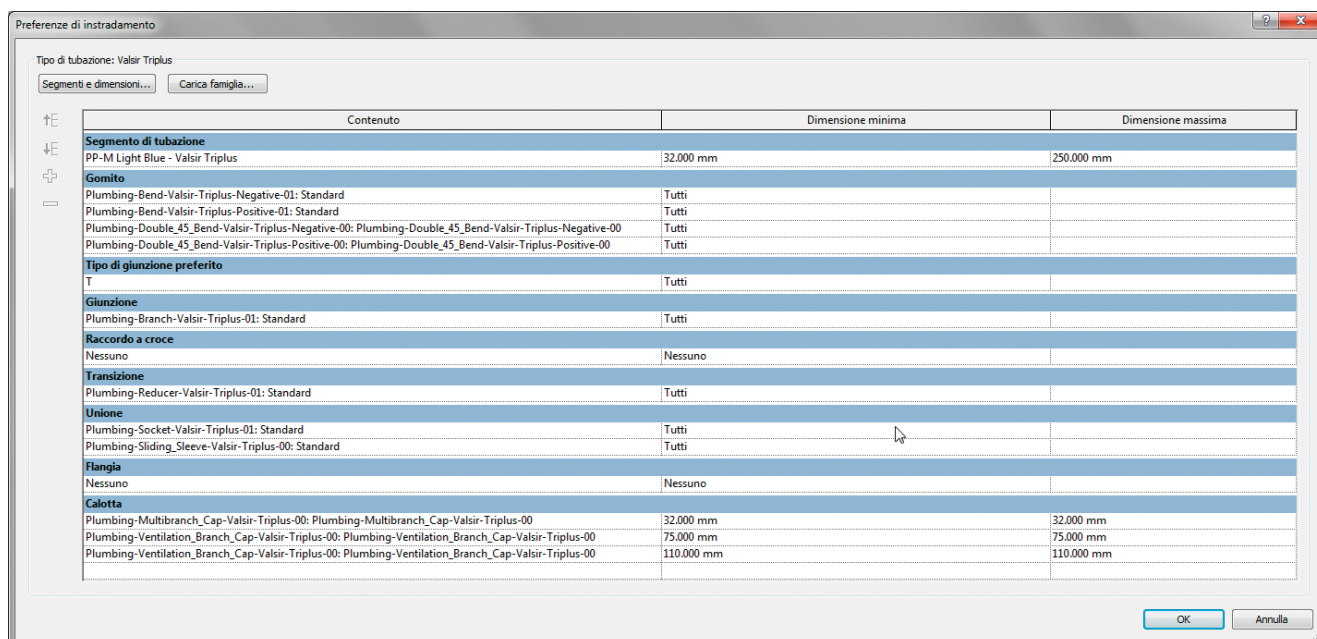 Preferenze di instradamento
Tipo di tubazione: Valsir Triplus
Segmenti e dimensioni... Carica famiglia...
Contenuto Dimensione minima Dimensione massima
Segmento di tubazione
PP-M Light Blue - Valsir Triplus 32.000 mm 250.000 mm
Gomito
Plumbing-Bend-Valsir-Triplus-Negative-01: Standard Tutti
Plumbing-Bend-Valsir-Triplus-Positive-01: Standard Tutti
Plumbing-Double_45_Bend-Valsir-Triplus-Negative-00: Plumbing-Double_45_Bend-Valsir-Triplus-Negative-00 Tutti
Plumbing-Double_45_Bend-Valsir-Triplus-Positive-00: Plumbing-Double_45_Bend-Valsir-Triplus-Positive-00 Tutti
Tipo di giunzione preferito
T Tutti
Giunzione
Plumbing-Branch-Valsir-Triplus-01: Standard Tutti
Raccordo a croce
Nessuno Nessuno
Transizione
Plumbing-Reducer-Valsir-Triplus-01: Standard Tutti
Unione
Plumbing-Socket-Valsir-Triplus-01: Standard Tutti
Plumbing-Sliding_Sleeve-Valsir-Triplus-00: Standard Tutti
Flangia
Nessuno Nessuno
Calotta
Plumbing-Multibranch_Cap-Valsir-Triplus-00: Plumbing-Multibranch_Cap-Valsir-Triplus-00 32.000 mm 32.000 mm
Plumbing-Ventilation_Branch_Cap-Valsir-Triplus-00: Plumbing-Ventilation_Branch_Cap-Valsir-Triplus-00 75.000 mm 75.000 mm
Plumbing-Ventilation_Branch_Cap-Valsir-Triplus-00: Plumbing-Ventilation_Branch_Cap-Valsir-Triplus-00 110.000 mm 110.000 mm
OK Annulla